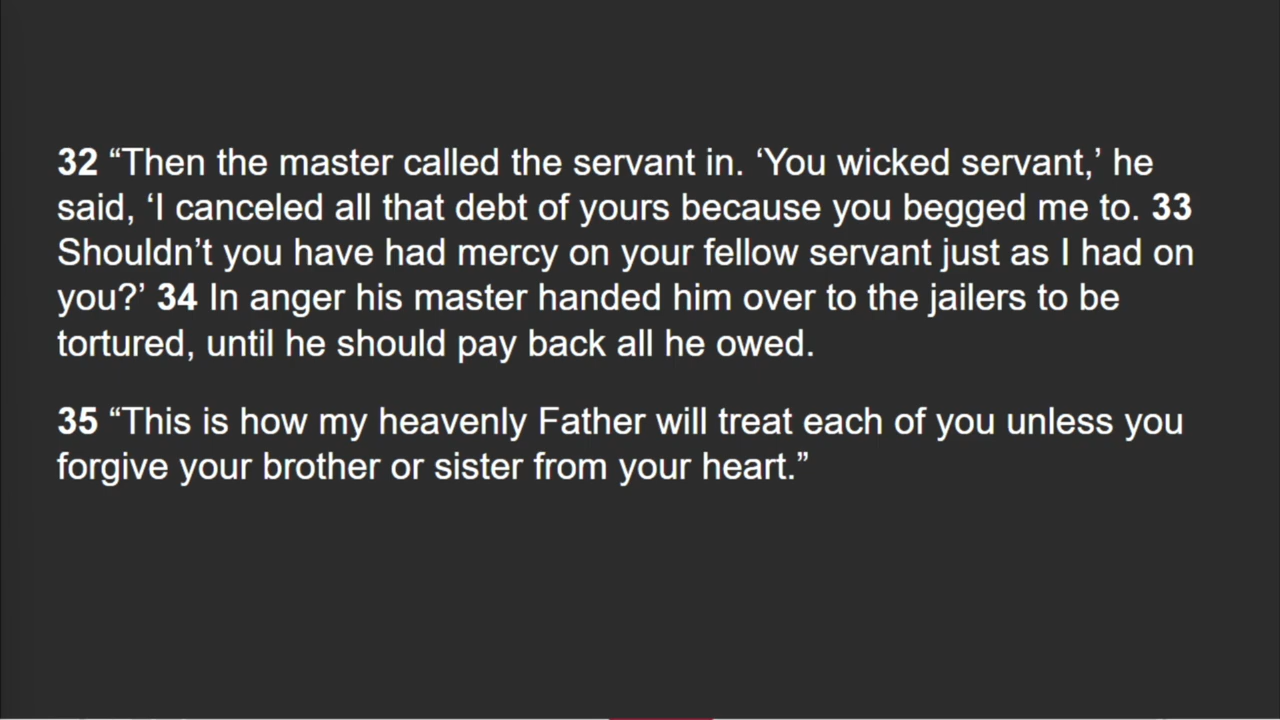 32 “Then the master called the servant in. ‘You wicked servant,’ he
said, ‘I canceled all that debt of yours because you begged me to. 33
Shouldn’t you have had mercy on your fellow servant just as I had on
you?’ 34 In anger his master handed him over to the jailers to be
tortured, until he should pay back all he owed.
35 “This is how my heavenly Father will treat each of you unless you
forgive your brother or sister from your heart.”